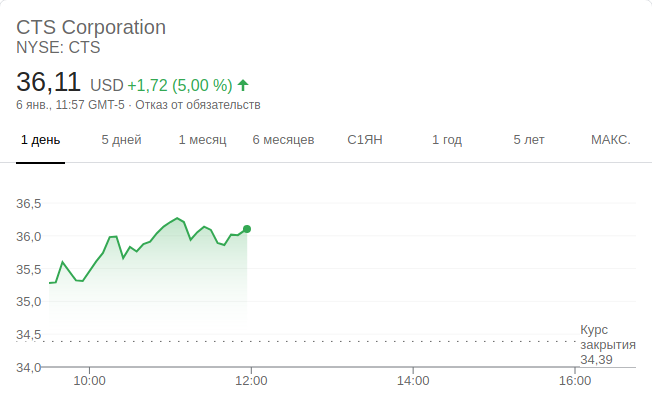 CTS Corporation
NYSE: CTS
36,11 USD +1,72 (5,00 %)
6 янв., 11:57 GMT-5 · Отказ от обязательств
1 день 5 дней 1 месяц 6 месяцев С1ЯН 1 год 5 лет МАКС.
36,5
36,0
35,5
35,0
34,5
34,0
Курс
закрытия
34,39
10:00 12:00 14:00 16:00